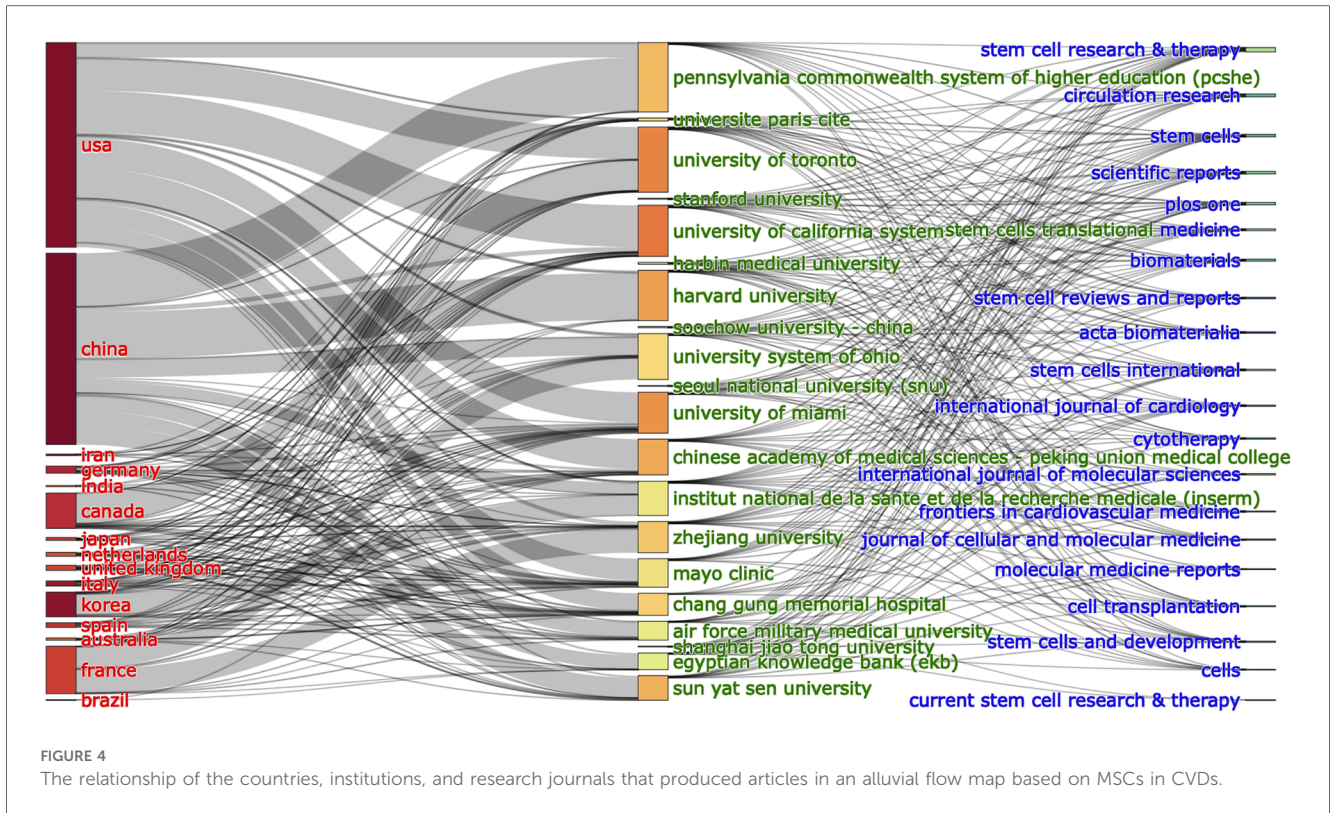 usa
china
iran
germany
india
canada
japan
netherlands
united kingdom
italy
korea
spain
australia
france
brazil
pennsylvania commonwealth system of higher education (pcshe)
universite paris cite
university of toronto
stanford university
university of california system
harbin medical university
harvard university
soochow university - china
university system of ohio
seoul national university (snu)
university of miami
chinese academy of medical sciences - peking union medical college
institut national de la sante et de la recherche medicale (inserm)
zhejiang university
mayo clinic
chang gung memorial hospital
air force military medical university
shanghai jiao tong university
egyptian knowledge bank (ekb)
sun yat sen university
stem cell research & therapy
circulation research
stem cells
scientific reports
plos one
stem cells translational medicine
biomaterials
stem cell reviews and reports
acta biomaterialia
stem cells international
international journal of cardiology
cytotherapy
international journal of molecular sciences
frontiers in cardiovascular medicine
journal of cellular and molecular medicine
molecular medicine reports
cell transplantation
stem cells and development
cells
current stem cell research & therapy
FIGURE 4
The relationship of the countries, institutions, and research journals that produced articles in an alluvial flow map based on MSCs in CVDs.